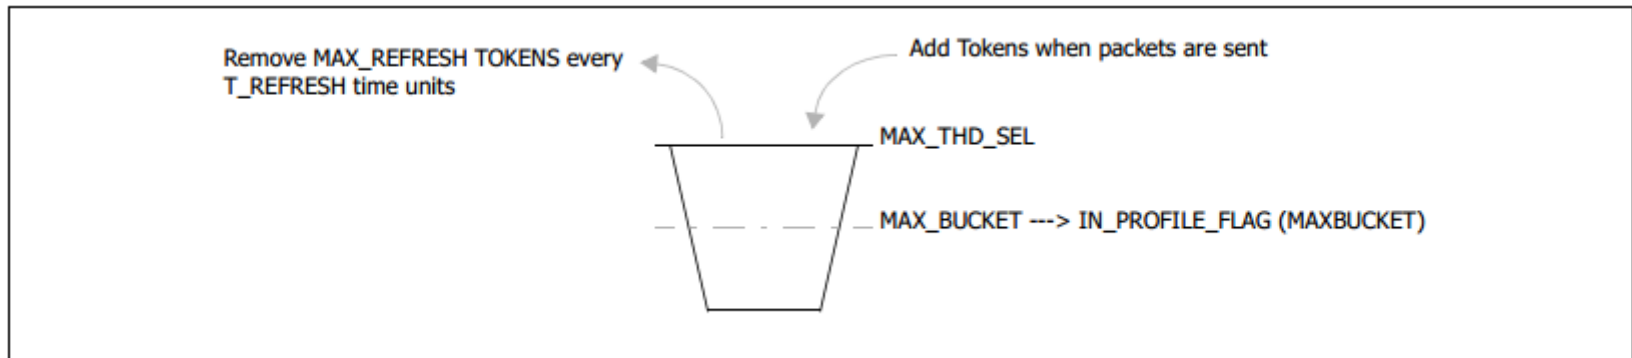 Remove MAX_REFRESH TOKENS every
T_REFRESH time units
Add Tokens when packets are sent
MAX_THD_SEL
MAX_BUCKET ---> IN_PROFILE_FLAG (MAXBUCKET)